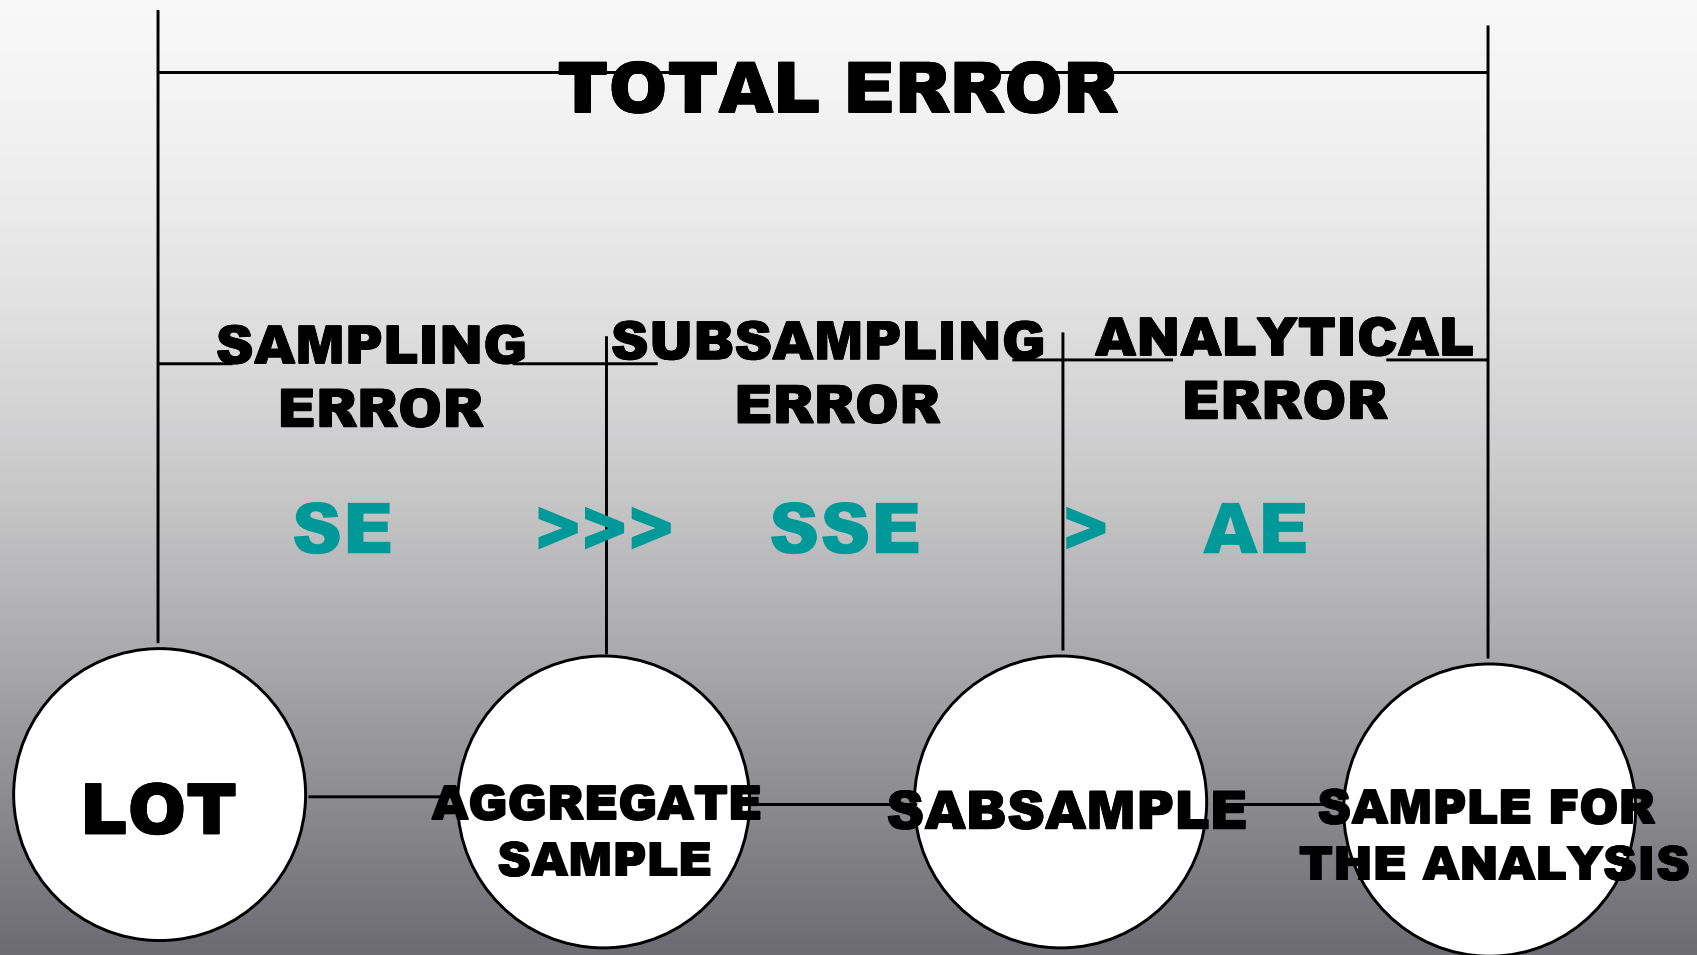 TOTAL ERROR
SAMPLING
ERROR
SUBSAMPLING
ERROR
ANALYTICAL
ERROR
SE >>> SSE > AE
LOT
AGGREGATE
SAMPLE
SABSAMPLE
SAMPLE FOR
THE ANALYSIS